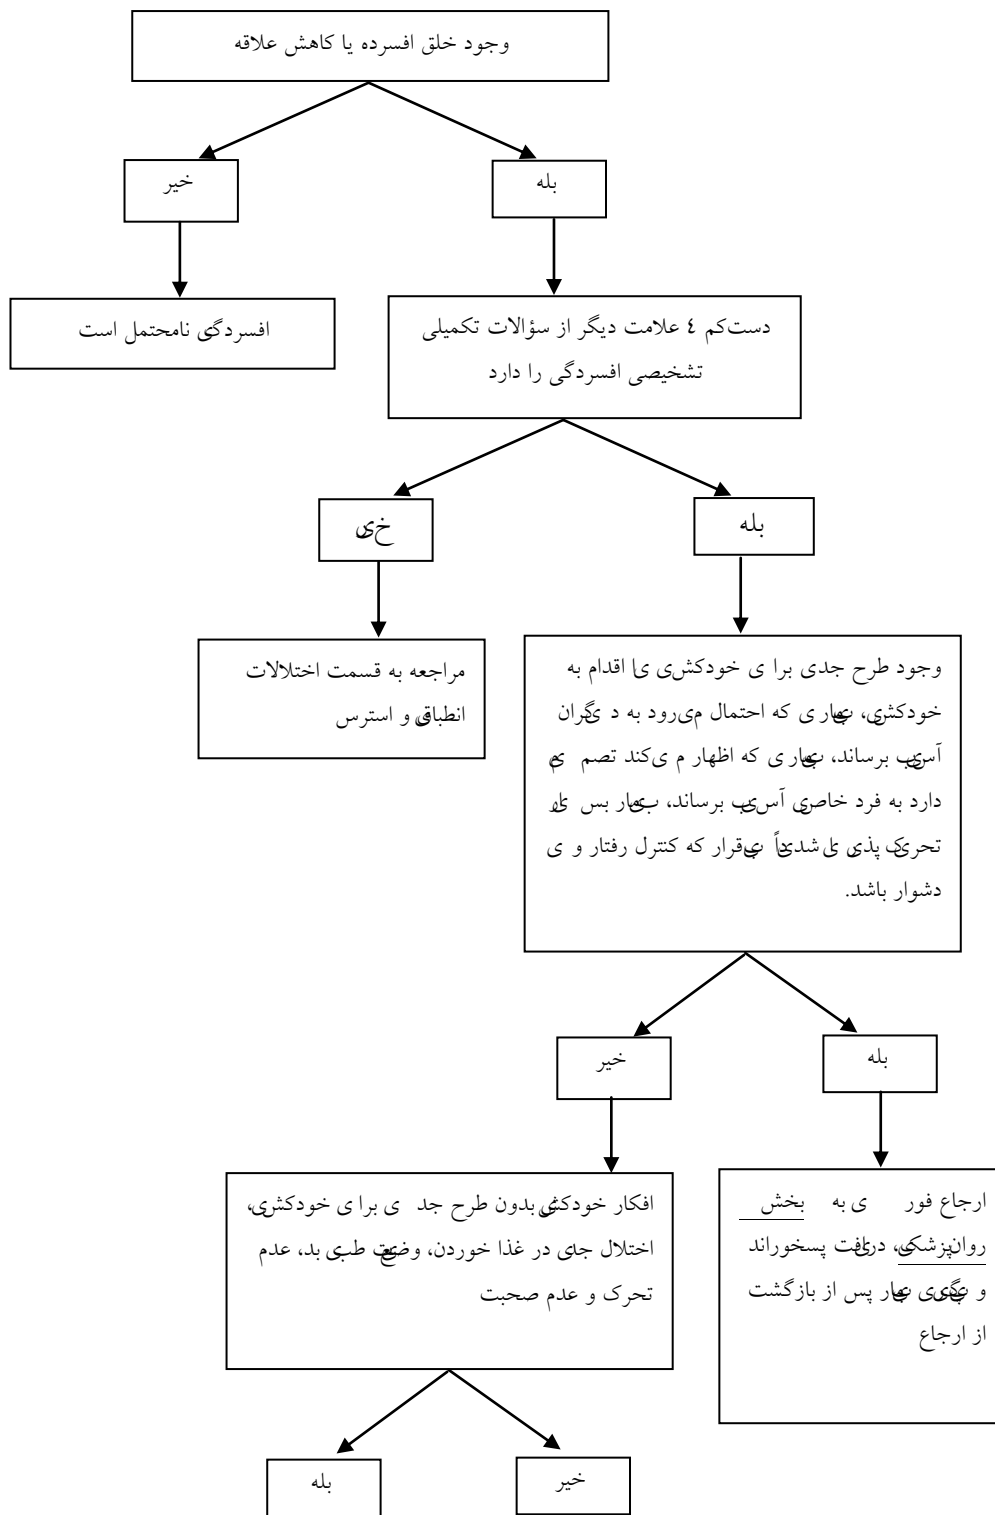 وجود خلق افسرده یا کاهش علاقه
خیر
بله
افسردگی نامحتمل است
دست‌کم ٤ علامت دیگر از سؤالات تکمیلی
تشخیصی افسردگی را دارد
خیر
بله
مراجعه به قسمت اختلالات
انطباقی و استرس
وجود طرح جدی برای خودکشی یا اقدام به
خودکشی، بیماری که احتمال می‌رود به دیگران
آسیب برساند، بیماری که اظهار می‌کند تصمیم
دارد به فرد خاصی آسیب برساند، بیمار بسیار
تحریک پذیر یا شدیداً بی‌قرار که کنترل رفتار وی
دشوار باشد.
خیر
بله
افکار خودکشی بدون طرح جدی برای خودکشی،
اختلال جدی در غذا خوردن، وضعیت طبی بد، عدم
تحرک و عدم صحبت
ارجاع فوری به بخش
روان‌پزشکی، دریافت پسخوراند
و پیگیری بیمار پس از بازگشت
از ارجاع
بله
خیر